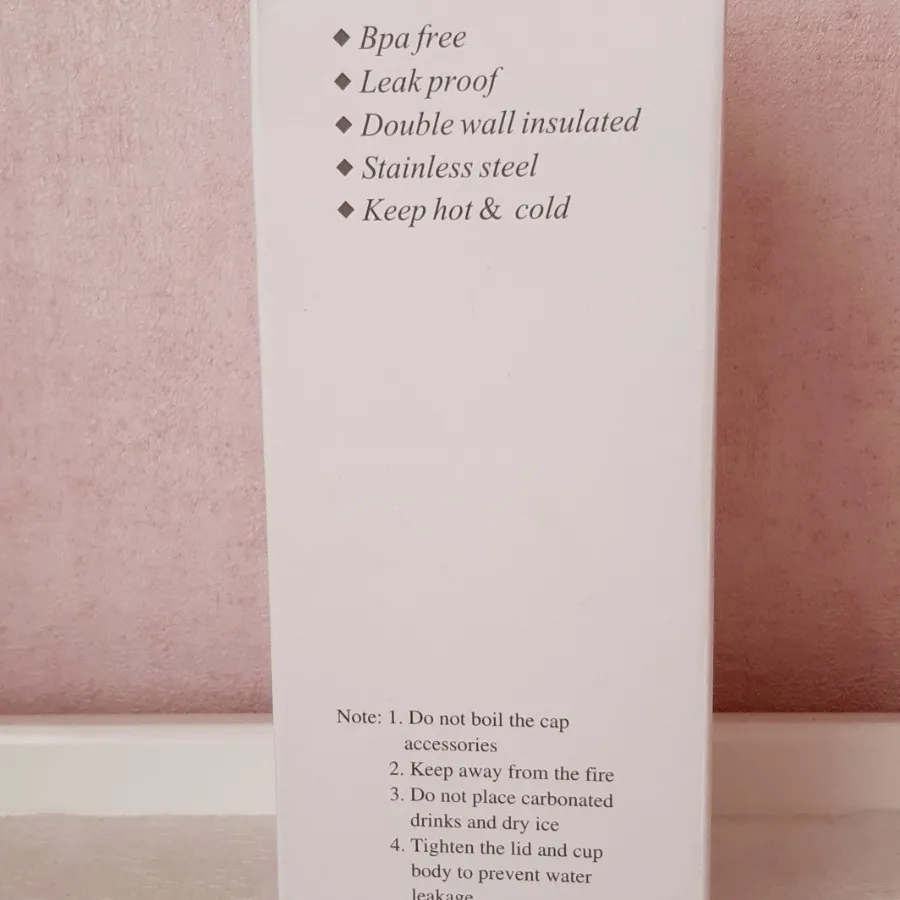 ◆ Bpa free
◆ Leak proof
◆ Double wall insulated
◆ Stainless steel
◆ Keep hot & cold
Note: 1. Do not boil the cap
accessories
2. Keep away from the fire
3. Do not place carbonated
drinks and dry ice
4. Tighten the lid and cup
body to prevent water
leakage